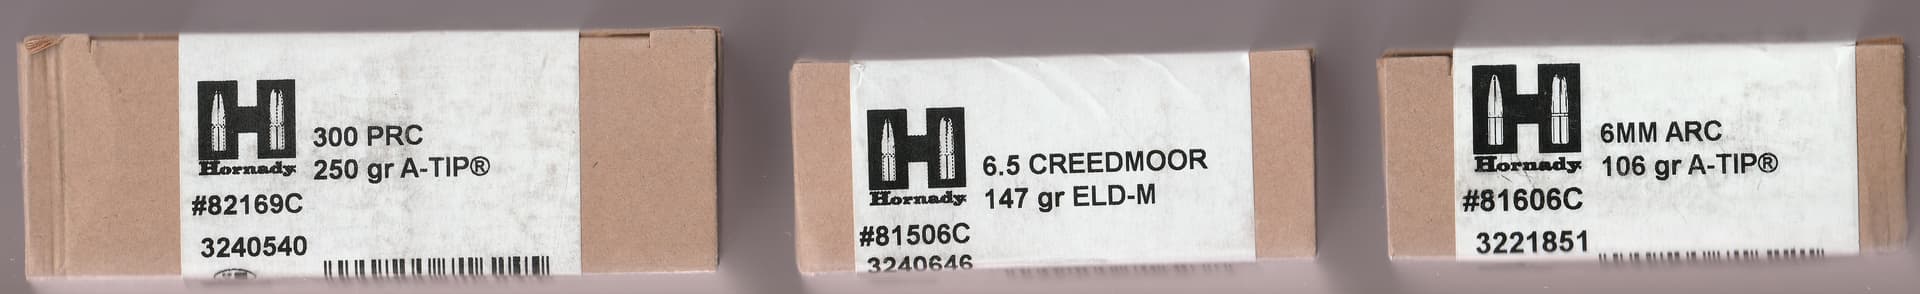 H
Hornady
300 PRC
250 gr A-TIP®
#82169C
3240540
H
Hornady
6.5 CREEDMOOR
147 gr ELD-M
#81506C
3240646
H
Hornady
6MM ARC
106 gr A-TIP®
#81606C
3221851